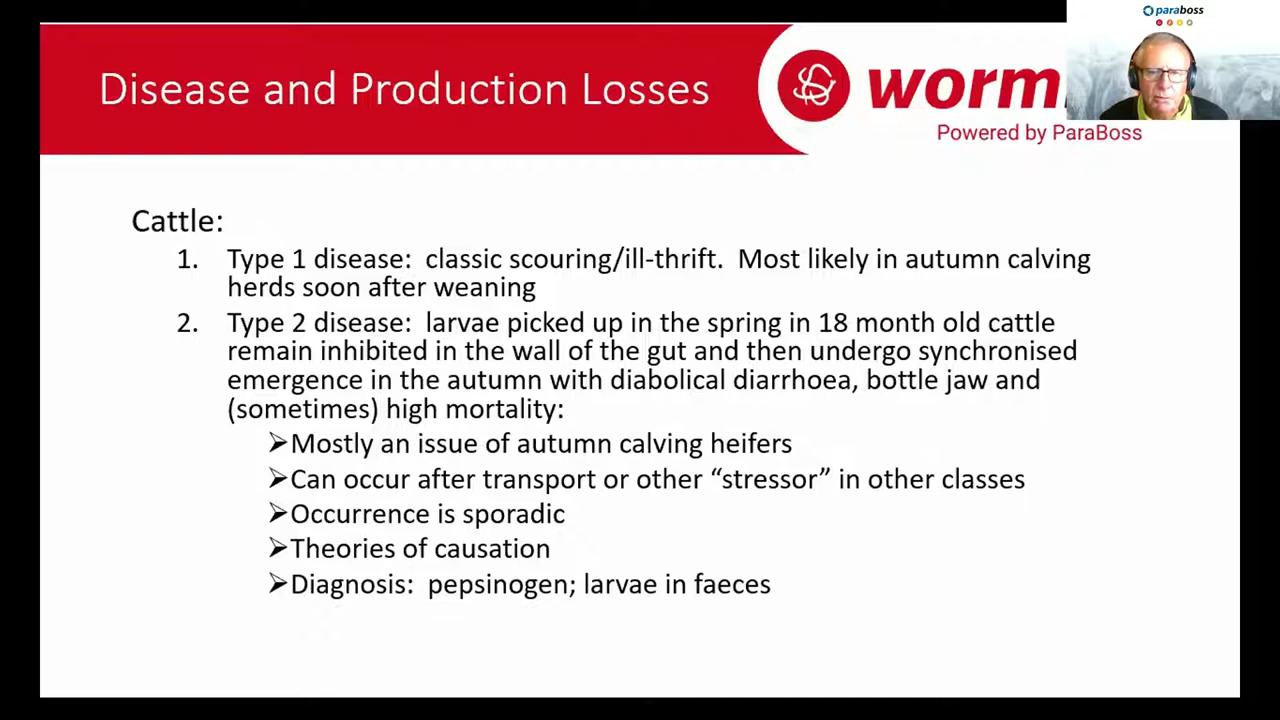 paraboss
Disease and Production Losses
worm
Powered by ParaBoss
Cattle:
1. Type 1 disease: classic scouring/ill-thrift. Most likely in autumn calving
herds soon after weaning
2. Type 2 disease: larvae picked up in the spring in 18 month old cattle
remain inhibited in the wall of the gut and then undergo synchronised
emergence in the autumn with diabolical diarrhoea, bottle jaw and
(sometimes) high mortality:
➢Mostly an issue of autumn calving heifers
➢Can occur after transport or other “stressor” in other classes
➢Occurrence is sporadic
➢Theories of causation
➢Diagnosis: pepsinogen; larvae in faeces